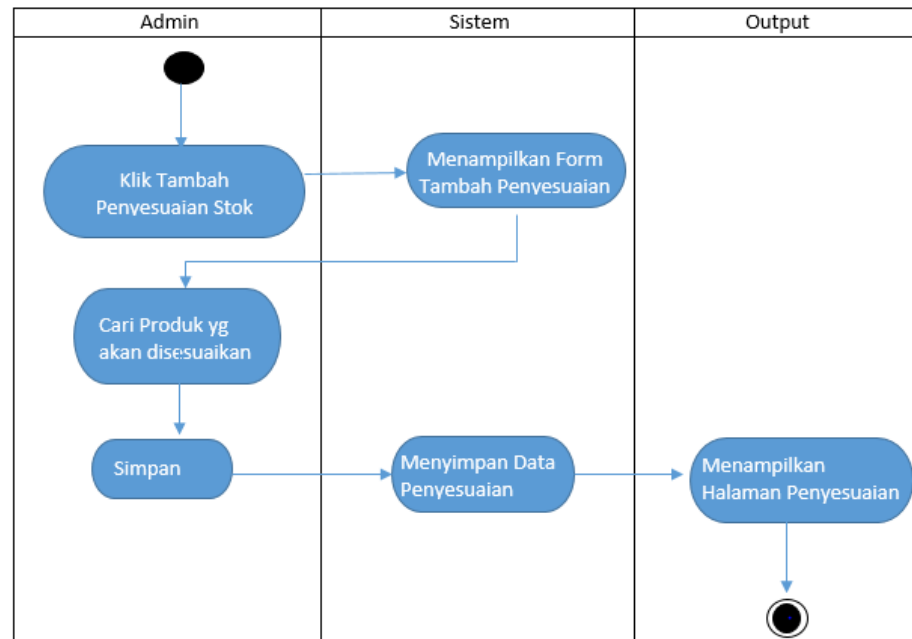 Admin
Sistem
Output
Klik Tambah
Penyesuaian Stok
Menampilkan Form
Tambah Penyesuaian
Cari Produk yg
akan disesuaikan
Simpan
Menyimpan Data
Penyesuaian
Menampilkan
Halaman Penyesuaian